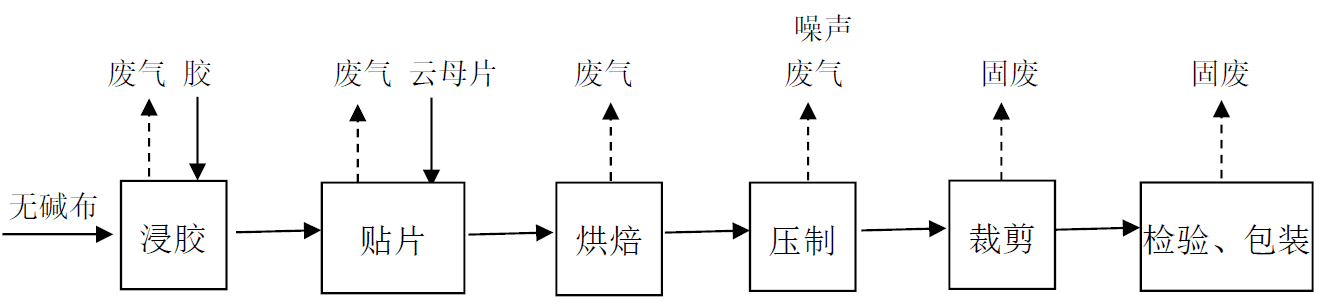 噪声
废气 胶 废气 云母片 废气 废气 固废 固废
无碱布
浸胶 贴片 烘焙 压制 裁剪 检验、包装